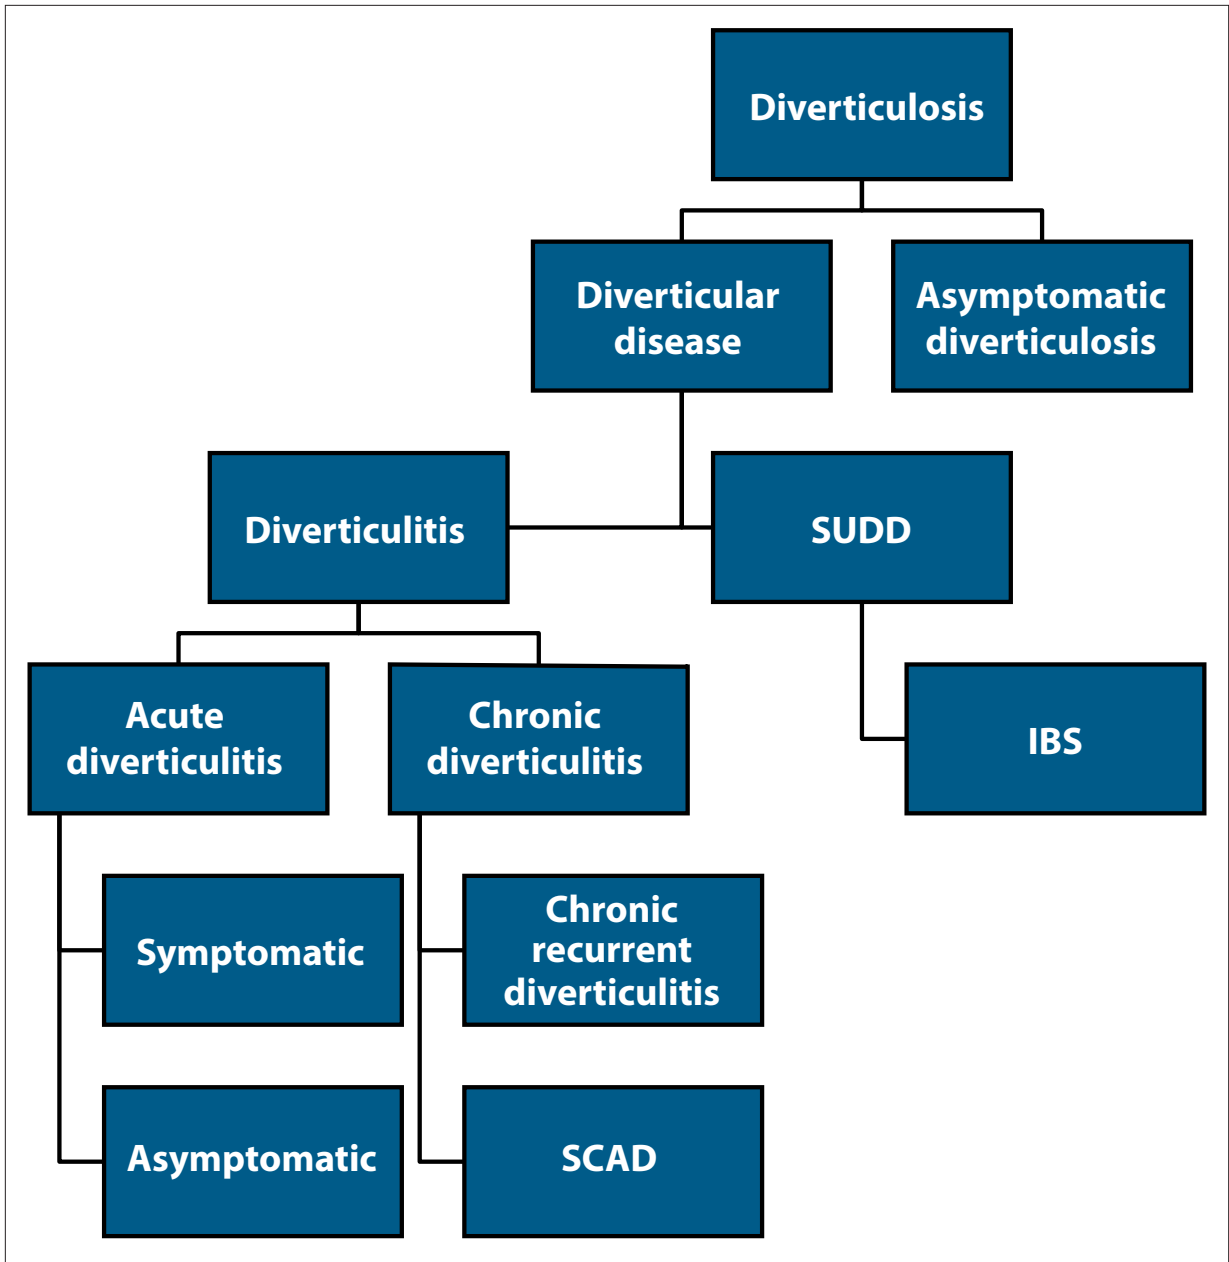 Diverticulosis
Diverticular
disease
Asymptomatic
diverticulosis
Diverticulitis
SUDD
Acute
diverticulitis
Chronic
diverticulitis
IBS
Symptomatic
Chronic
recurrent
diverticulitis
Asymptomatic
SCAD